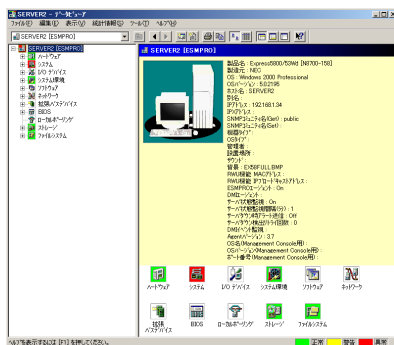 SERVER2 - データビューア
ファイル(F) 編集(E) 表示(V) 統計情報(S) ツール(T) ヘルプ(H)
SERVER2 [ESMPRO]
SERVER2 [ESMPRO]
ハードウェア
システム
I/O デバイス
システム環境
ソフトウェア
ネットワーク
拡張バスデバイス
BIOS
ローカルポーリング
ストレージ
ファイルシステム
SERVER2 [ESMPRO]
製品名 : Express5800/53Wd [N8700-158]
製造元 : NEC
OS : Windows 2000 Professional
OSバージョン : 5.0.2195
ホスト名 : SERVER2
別名 :
IPアドレス : 192.168.1.34
IPXアドレス :
SNMPコミュニティ名(Get) : public
SNMPコミュニティ名(Set) :
機器タイプ :
OSタイプ :
管理者 :
設置場所 :
サウンド :
背景 : EX58FULL.BMP
RWU機能 MACアドレス :
RWU機能 IPブロードキャストアドレス :
ESMPROエージェント : On
DMIエージェント :
サーバ状態監視 : On
サーバ状態監視間隔(分) : 1
サーバダウン時アラート送信 : Off
サーバダウン検出リトライ回数 : 0
DMIイベント監視
Agentバージョン : 3.7
OS名(Management Console用) :
OSバージョン(Management Console用) :
ポート番号(Management Console用) :
ハードウェア システム I/O デバイス システム環境 ソフトウェア ネットワーク
拡張バスデバイス BIOS ローカルポーリング ストレージ ファイルシステム
ヘルプを表示するには [F1] を押してください。 正常 警告 異常